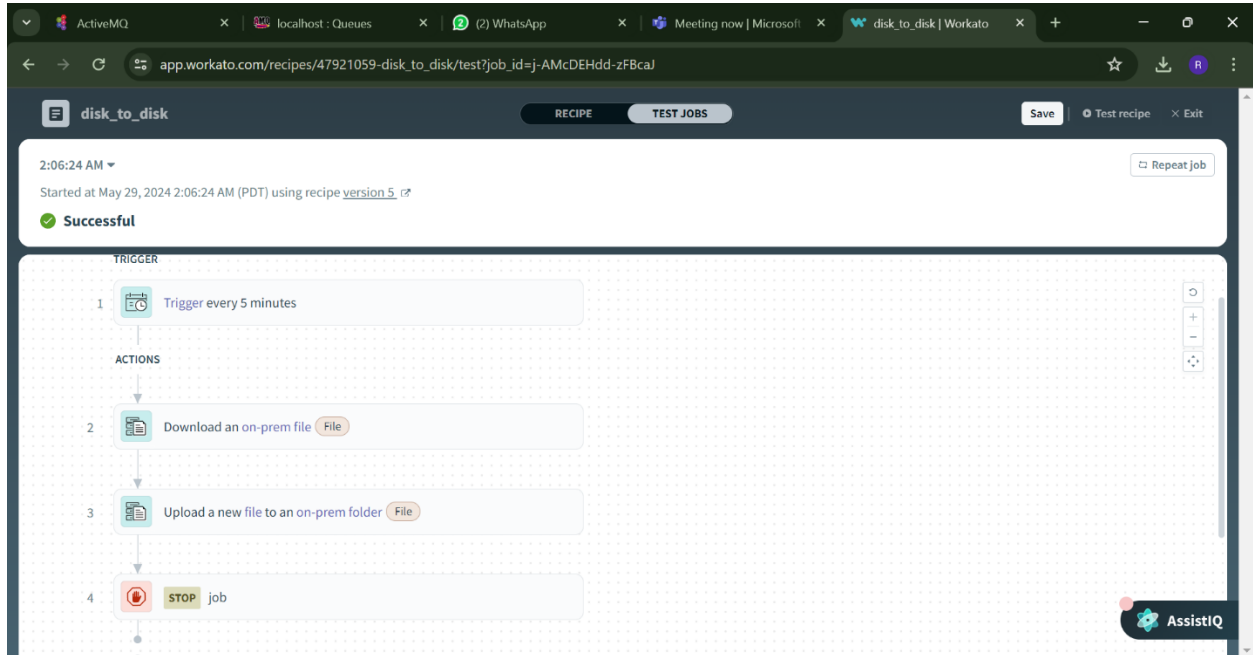 ActiveMQ localhost : Queues (2) WhatsApp Meeting now | Microsoft disk_to_disk | Workato
app.workato.com/recipes/47921059-disk_to_disk/test?job_id=j-AMcDEHdd-zFBcaJ R
disk_to_disk RECIPE TEST JOBS Save Test recipe Exit
2:06:24 AM Repeat job
Started at May 29, 2024 2:06:24 AM (PDT) using recipe version 5
Successful
TRIGGER
1 Trigger every 5 minutes
ACTIONS
2 Download an on-prem file File
3 Upload a new file to an on-prem folder File
4 STOP job
AssistIQ